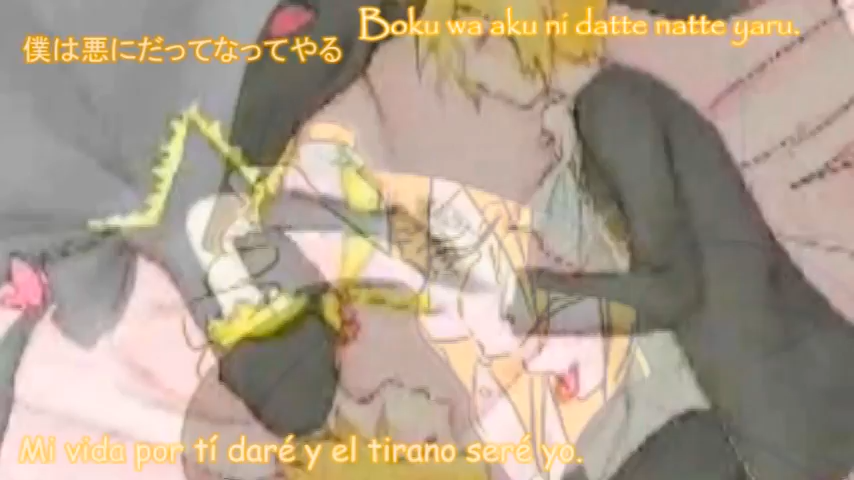 Boku wa aku ni datte natte yaru.
僕は悪にだってなってやる
Mi vida por tí daré y el tirano seré yo.